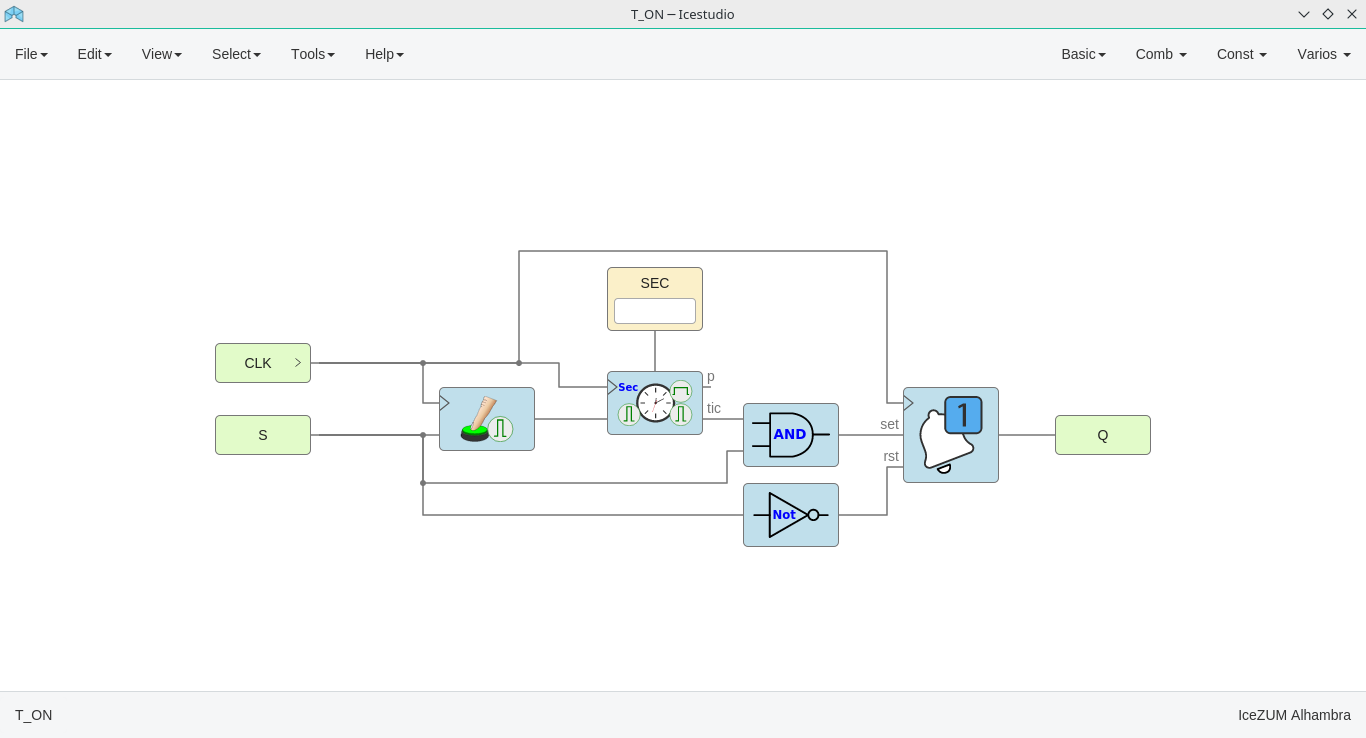 T_ON — Icestudio
File Edit View Select Tools Help Basic Comb Const Varios
SEC
CLK
S
Sec
p
tic
AND
Not
set
rst
1
Q
T_ON IceZUM Alhambra